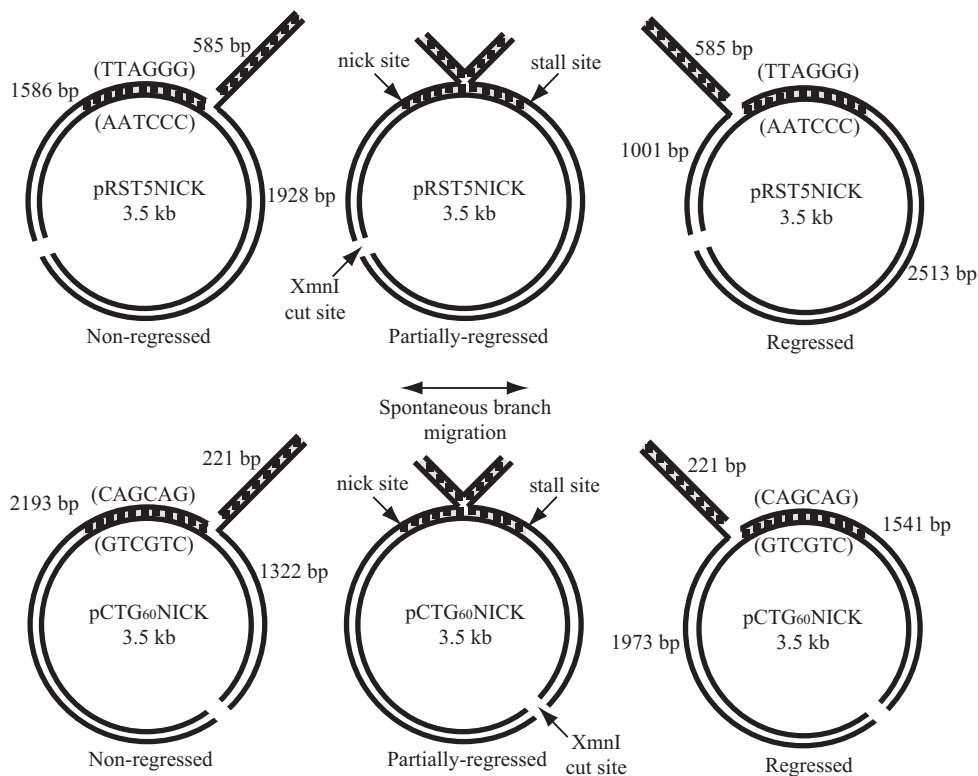 585 bp
(TTAGGG)
1586 bp
(AATCCC)
pRST5NICK
3.5 kb
1928 bp
Non-regressed
nick site
stall site
pRST5NICK
3.5 kb
XmnI
cut site
Partially-regressed
585 bp
(TTAGGG)
(AATCCC)
1001 bp
pRST5NICK
3.5 kb
2513 bp
Regressed
Spontaneous branch
migration
221 bp
2193 bp
(CAGCAG)
(GTCGTC)
1322 bp
pCTG60NICK
3.5 kb
Non-regressed
nick site
stall site
pCTG60NICK
3.5 kb
XmnI
cut site
Partially-regressed
221 bp
(CAGCAG)
1541 bp
(GTCGTC)
pCTG60NICK
3.5 kb
1973 bp
Regressed